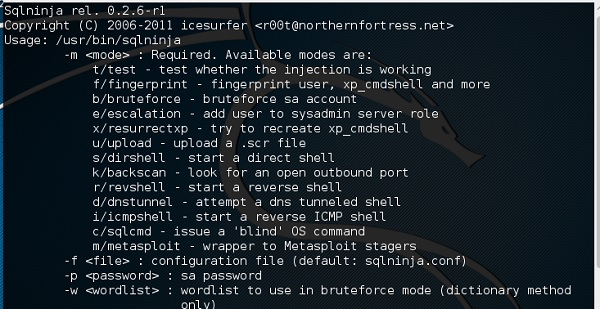 Sqlninja rel. 0.2.6-r1
Copyright (C) 2006-2011 icesurfer <r00t@northernfortress.net>
Usage: /usr/bin/sqlninja
-m <mode> : Required. Available modes are:
t/test - test whether the injection is working
f/fingerprint - fingerprint user, xp_cmdshell and more
b/bruteforce - bruteforce sa account
e/escalation - add user to sysadmin server role
x/resurrectxp - try to recreate xp_cmdshell
u/upload - upload a .scr file
s/dirshell - start a direct shell
k/backscan - look for an open outbound port
r/revshell - start a reverse shell
d/dnstunnel - attempt a dns tunneled shell
i/icmpshell - start a reverse ICMP shell
c/sqlcmd - issue a 'blind' OS command
m/metasploit - wrapper to Metasploit stagers
-f <file> : configuration file (default: sqlninja.conf)
-p <password> : sa password
-w <wordlist> : wordlist to use in bruteforce mode (dictionary method
only)